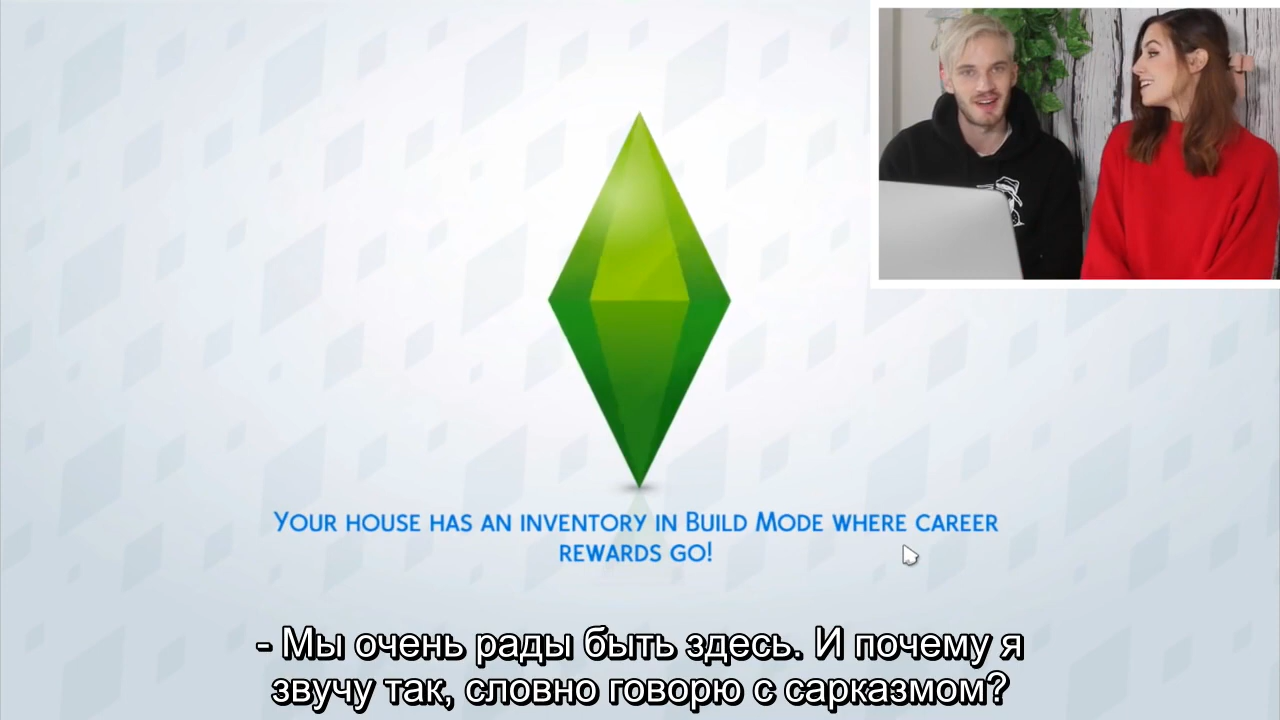 YOUR HOUSE HAS AN INVENTORY IN BUILD MODE WHERE CAREER
REWARDS GO!
- Мы очень рады быть здесь. И почему я
звучу так, словно говорю с сарказмом?